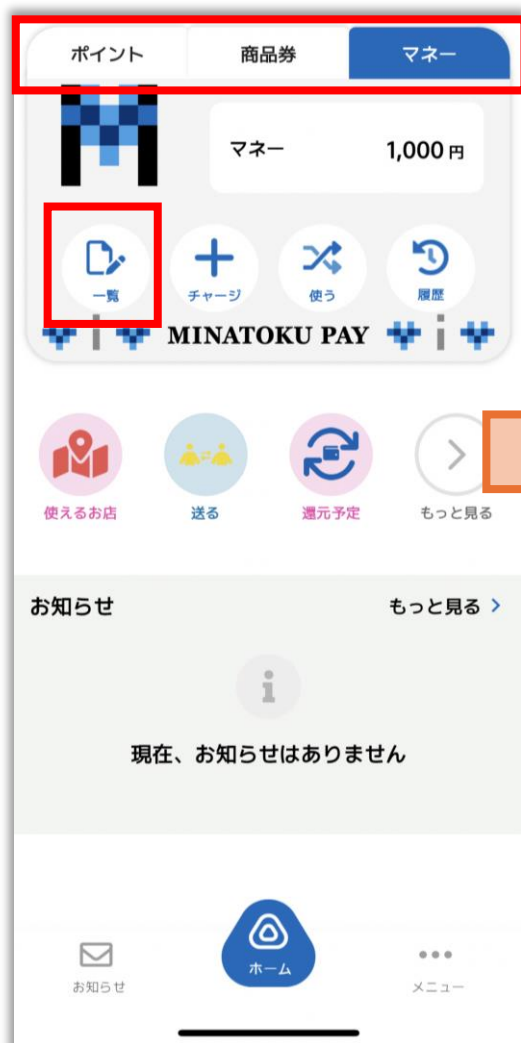 ポイント 商品券 マネー
マネー 1,000 円
一覧 チャージ 使う 履歴
MINATOKU PAY
使えるお店 送る 還元予定 もっと見る
お知らせ もっと見る
現在、お知らせはありません
お知らせ ホーム メニュー